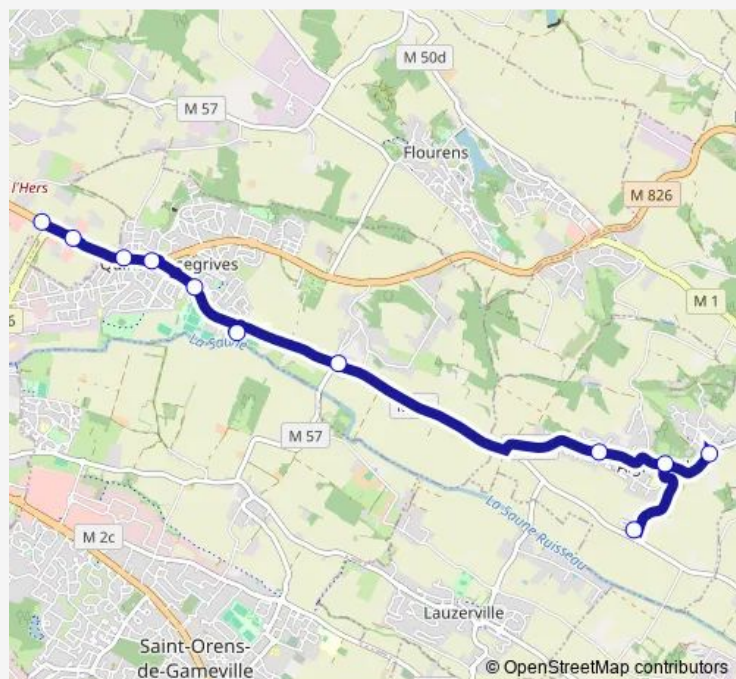 M 50d
M 57
Flourens
l'Hers
M 826
M 1
La Saune
M 57
La Saune Ruisseau
M 2c
Lauzerville
Saint-Orens-
de-Gameville
© OpenStreetMap contributors